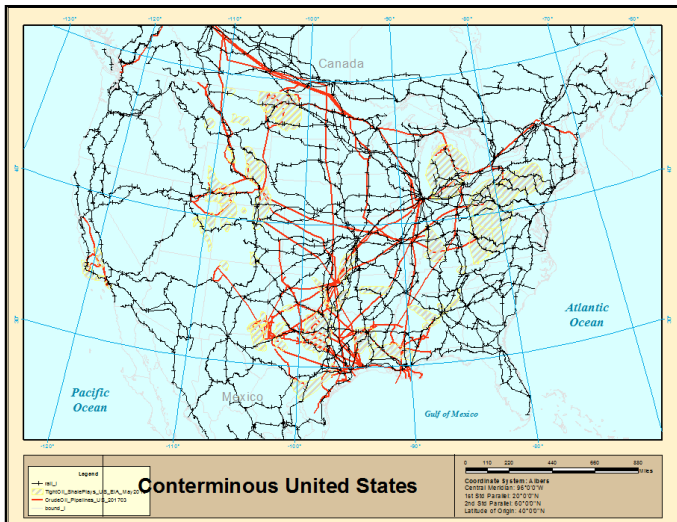 -130° -120° -110° -100° -90° -80° -70° -60°
Canada
Atlantic
Ocean
Pacific
Ocean
Mexico
Gulf of Mexico
-120° -110° -100° -90° -80°
Legend
rail_l
CrudeOil_Pipelines_US_201703
bound_l
Conterminous United States
0 110 220 440 660 880
Miles
Coordinate System: Albers
Central Meridian: 96°0'0"W
1st Std Parallel: 20°0'0"N
2nd Std Parallel: 60°0'0"N
Latitude of Origin: 40°0'0"N